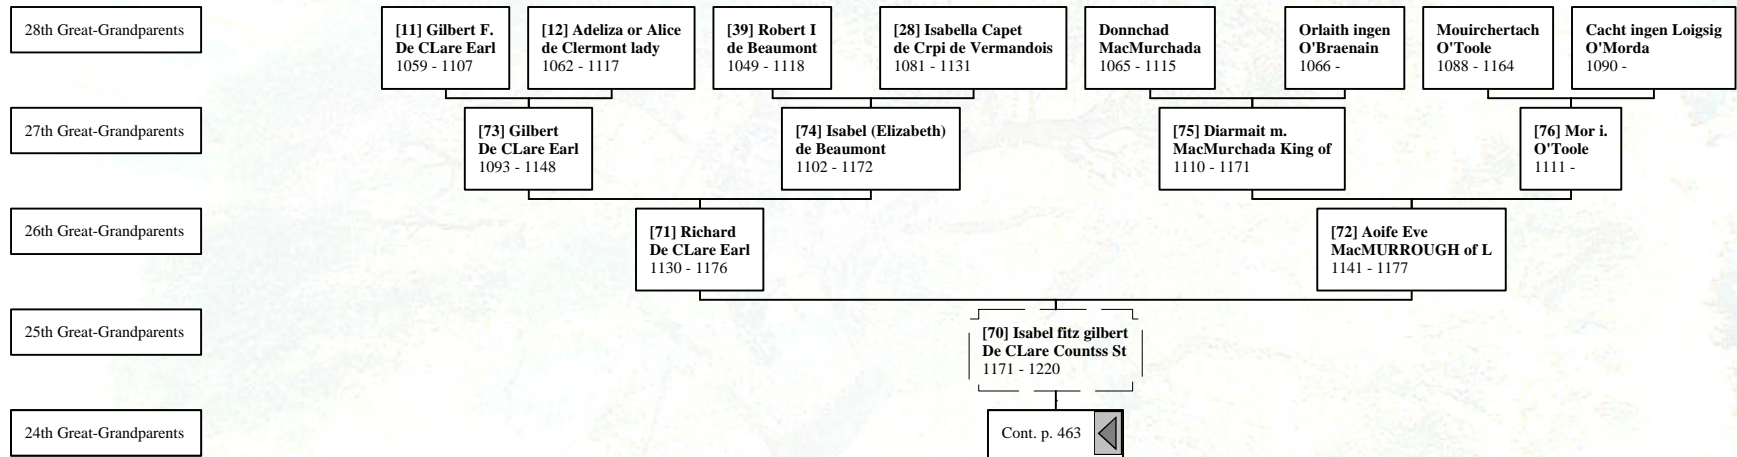 28th Great-Grandparents
[11] Gilbert F.
De CLare Earl
1059 - 1107
[12] Adeliza or Alice
de Clermont lady
1062 - 1117
[39] Robert I
de Beaumont
1049 - 1118
[28] Isabella Capet
de Crpi de Vermandois
1081 - 1131
Donnchad
MacMurchada
1065 - 1115
Orlaith ingen
O'Braenain
1066 -
Mouirchertach
O'Toole
1088 - 1164
Cacht ingen Loigsig
O'Morda
1090 -
27th Great-Grandparents
[73] Gilbert
De CLare Earl
1093 - 1148
[74] Isabel (Elizabeth)
de Beaumont
1102 - 1172
[75] Diarmait m.
MacMurchada King of
1110 - 1171
[76] Mor i.
O'Toole
1111 -
26th Great-Grandparents
[71] Richard
De CLare Earl
1130 - 1176
[72] Aoife Eve
MacMURROUGH of L
1141 - 1177
25th Great-Grandparents
[70] Isabel fitz gilbert
De CLare Countss St
1171 - 1220
24th Great-Grandparents
Cont. p. 463